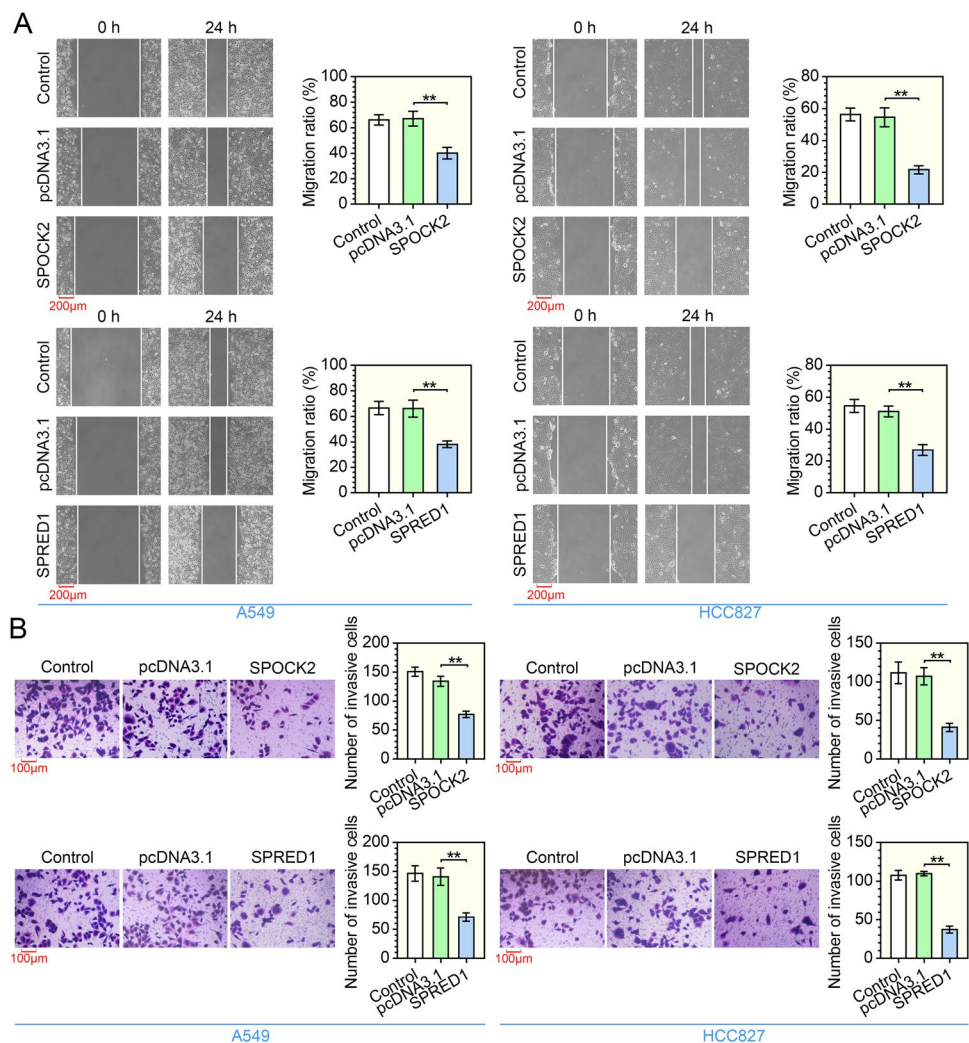 A
0 h 24 h
Control
pcDNA3.1
SPOCK2
200μm
Migration ratio (%)
100
80
60
40
20
0
**
Control
pcDNA3.1
SPOCK2
0 h 24 h
Control
pcDNA3.1
SPOCK2
200μm
Migration ratio (%)
80
60
40
20
0
**
Control
pcDNA3.1
SPOCK2
0 h 24 h
Control
pcDNA3.1
SPRED1
200μm
Migration ratio (%)
100
80
60
40
20
0
**
Control
pcDNA3.1
SPRED1
0 h 24 h
Control
pcDNA3.1
SPRED1
200μm
Migration ratio (%)
80
60
40
20
0
**
Control
pcDNA3.1
SPRED1
A549
HCC827
B
Control pcDNA3.1 SPOCK2
100μm
Number of invasive cells
200
150
100
50
0
**
Control
pcDNA3.1
SPOCK2
Control pcDNA3.1 SPOCK2
100μm
Number of invasive cells
150
100
50
0
**
Control
pcDNA3.1
SPOCK2
Control pcDNA3.1 SPRED1
100μm
Number of invasive cells
200
150
100
50
0
**
Control
pcDNA3.1
SPRED1
Control pcDNA3.1 SPRED1
100μm
Number of invasive cells
150
100
50
0
**
Control
pcDNA3.1
SPRED1
A549
HCC827